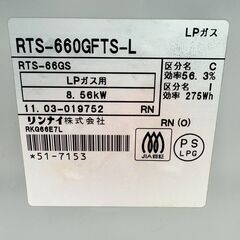 LPガス
RTS-660GFTS-L
RTS-66GS
区分名 C
効率56.3%
LPガス用
8.56kW
区分名 I
効率 275Wh
11.03-019752 RN
リンナイ株式会社
RKG66E7L
RN (O)
JIA認証
PS
LPG
*51-7153